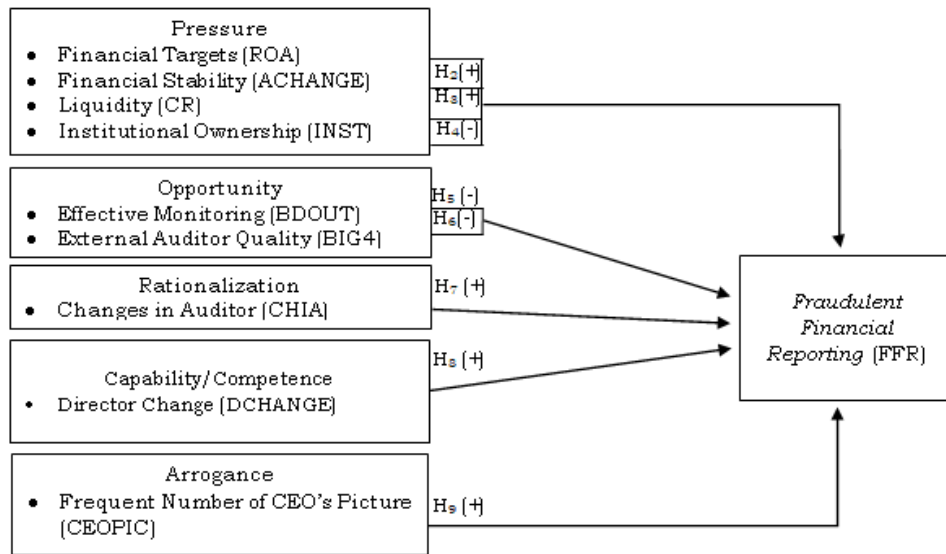 Pressure
• Financial Targets (ROA)
• Financial Stability (ACHANGE)
• Liquidity (CR)
• Institutional Ownership (INST)
H₂(+)
H₃(+)
H₄(-)
Opportunity
• Effective Monitoring (BDOUT)
• External Auditor Quality (BIG4)
H₅ (-)
H₆(-)
Rationalization
• Changes in Auditor (CHIA)
H₇ (+)
Capability/Competence
• Director Change (DCHANGE)
H₈ (+)
Arrogance
• Frequent Number of CEO's Picture
(CEOPIC)
H₉ (+)
Fraudulent
Financial
Reporting (FFR)